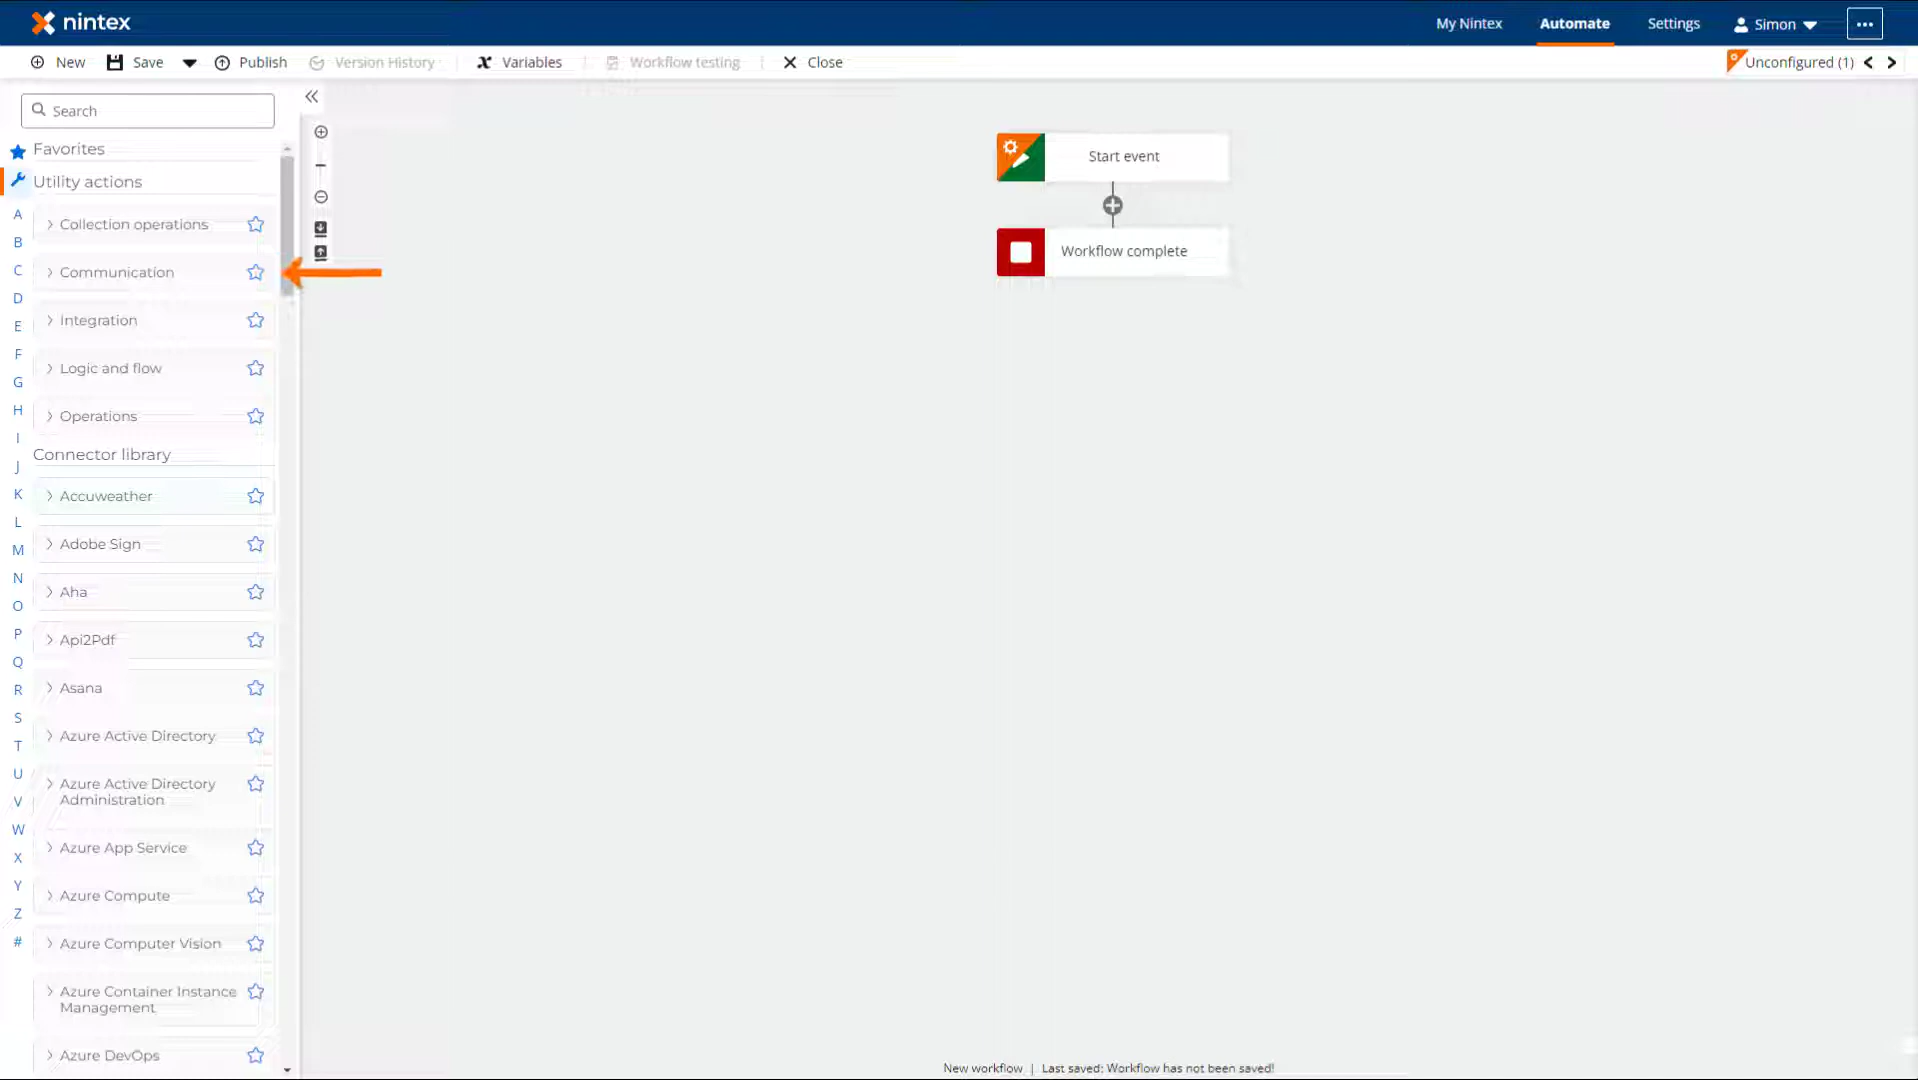 nintex
My Nintex
Automate
Settings
Simon
New
Save
Publish
Version History
Variables
Workflow testing
Close
Unconfigured (1)
Search
Favorites
Utility actions
A
B
C
D
E
F
G
H
I
J
K
L
M
N
O
P
Q
R
S
T
U
V
W
X
Y
Z
#
Collection operations
Communication
Integration
Logic and flow
Operations
Connector library
Accuweather
Adobe Sign
Aha
Api2Pdf
Asana
Azure Active Directory
Azure Active Directory
Administration
Azure App Service
Azure Compute
Azure Computer Vision
Azure Container Instance
Management
Azure DevOps
Start event
Workflow complete
New workflow | Last saved: Workflow has not been saved!